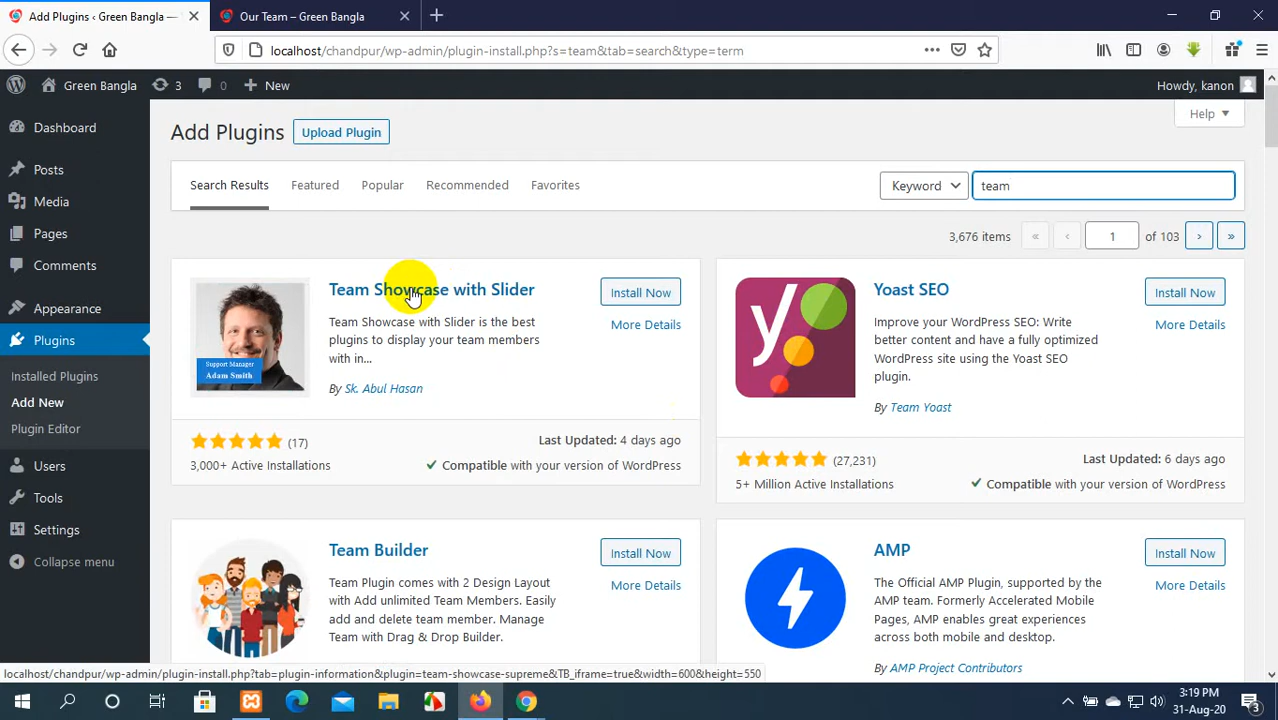 Add Plugins ‹ Green Bangla —
Our Team – Green Bangla
localhost/chandpur/wp-admin/plugin-install.php?s=team&tab=search&type=term
Green Bangla
3
0
New
Howdy, kanon
Dashboard
Posts
Media
Pages
Comments
Appearance
Plugins
Installed Plugins
Add New
Plugin Editor
Users
Tools
Settings
Collapse menu
Help
Add Plugins
Upload Plugin
Search Results
Featured
Popular
Recommended
Favorites
Keyword
team
3,676 items
«
‹
1
of 103
›
»
Support Manager
Adam Smith
Team Showcase with Slider
Install Now
More Details
Team Showcase with Slider is the best
plugins to display your team members
with in...
By Sk. Abul Hasan
(17)
3,000+ Active Installations
Last Updated: 4 days ago
Compatible with your version of WordPress
Yoast SEO
Install Now
More Details
Improve your WordPress SEO: Write
better content and have a fully optimized
WordPress site using the Yoast SEO
plugin.
By Team Yoast
(27,231)
5+ Million Active Installations
Last Updated: 6 days ago
Compatible with your version of WordPress
Team Builder
Install Now
More Details
Team Plugin comes with 2 Design Layout
with Add unlimited Team Members. Easily
add and delete team member. Manage
Team with Drag & Drop Builder.
AMP
Install Now
More Details
The Official AMP Plugin, supported by the
AMP team. Formerly Accelerated Mobile
Pages, AMP enables great experiences
across both mobile and desktop.
By AMP Project Contributors
localhost/chandpur/wp-admin/plugin-install.php?tab=plugin-information&plugin=team-showcase-supreme&TB_iframe=true&width=600&height=550
3:19 PM
31-Aug-20
3